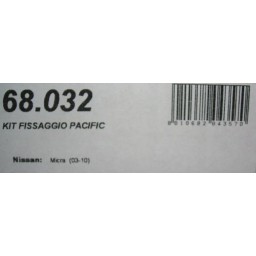 68.032
KIT FISSAGGIO PACIFIC
Nissan: Micra (03-10)